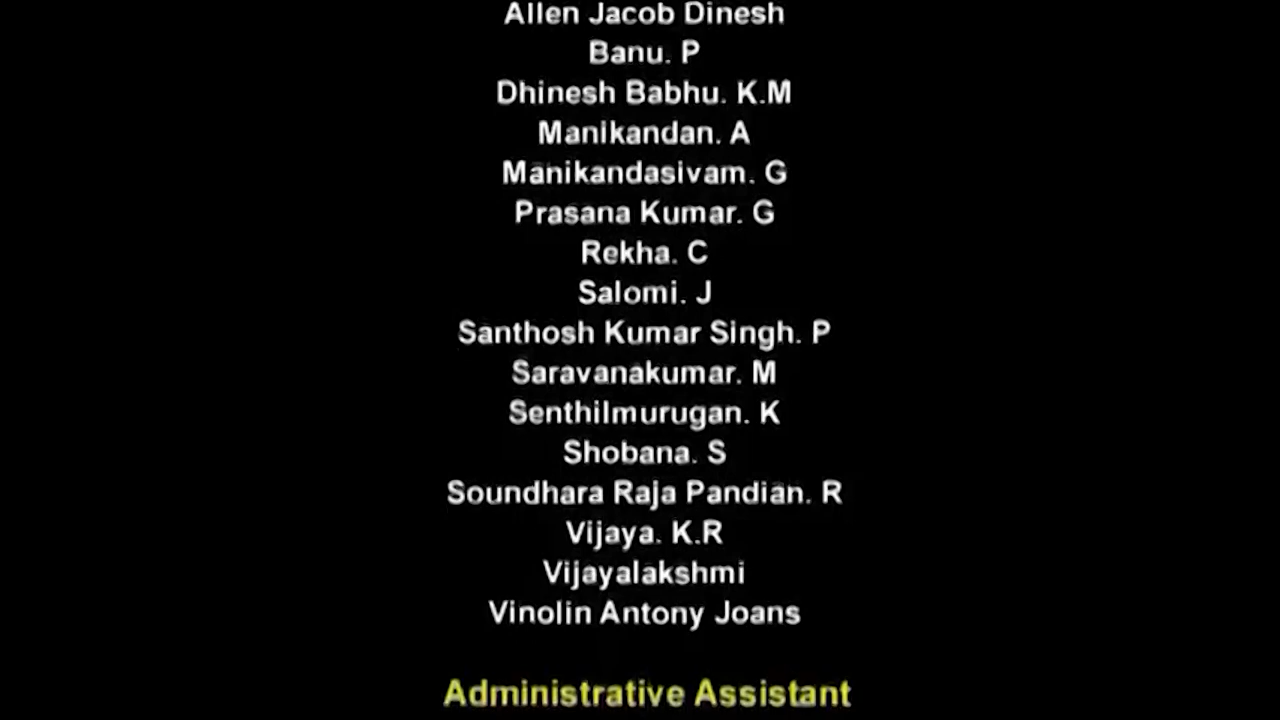 Allen Jacob Dinesh
Banu. P
Dhinesh Babhu. K.M
Manikandan. A
Manikandasivam. G
Prasana Kumar. G
Rekha. C
Salomi. J
Santhosh Kumar Singh. P
Saravanakumar. M
Senthilmurugan. K
Shobana. S
Soundhara Raja Pandian. R
Vijaya. K.R
Vijayalakshmi
Vinolin Antony Joans
Administrative Assistant